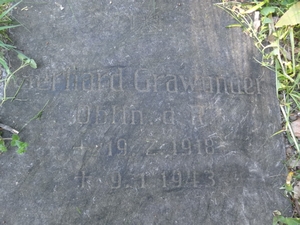 Gerhard Grawunder
* 19.2.1918
† 9.1.1943